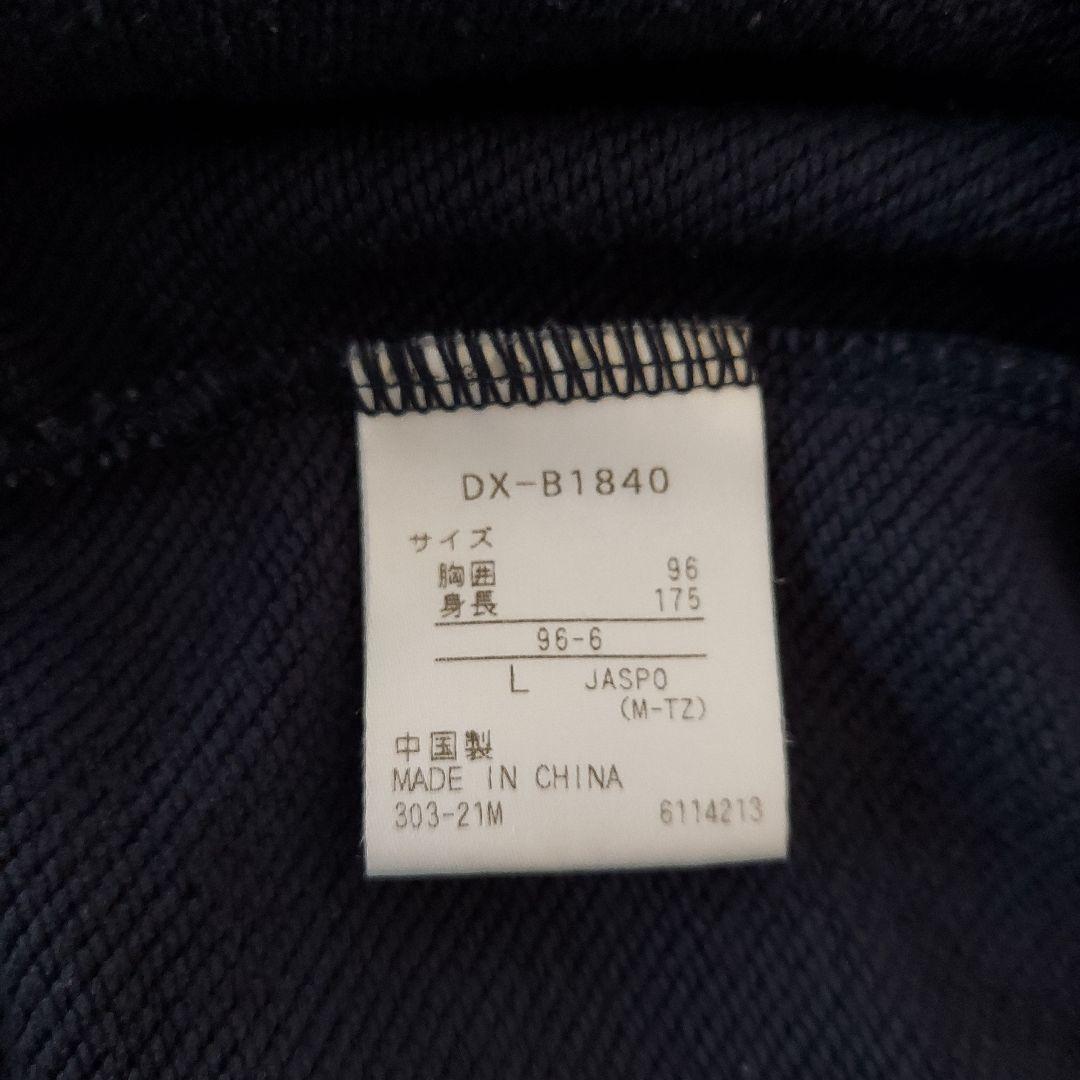 DX-B1840
サイズ
胸囲 96
身長 175
96-6
L JASPO
(M-TZ)
中国製
MADE IN CHINA
303-21M 6114213